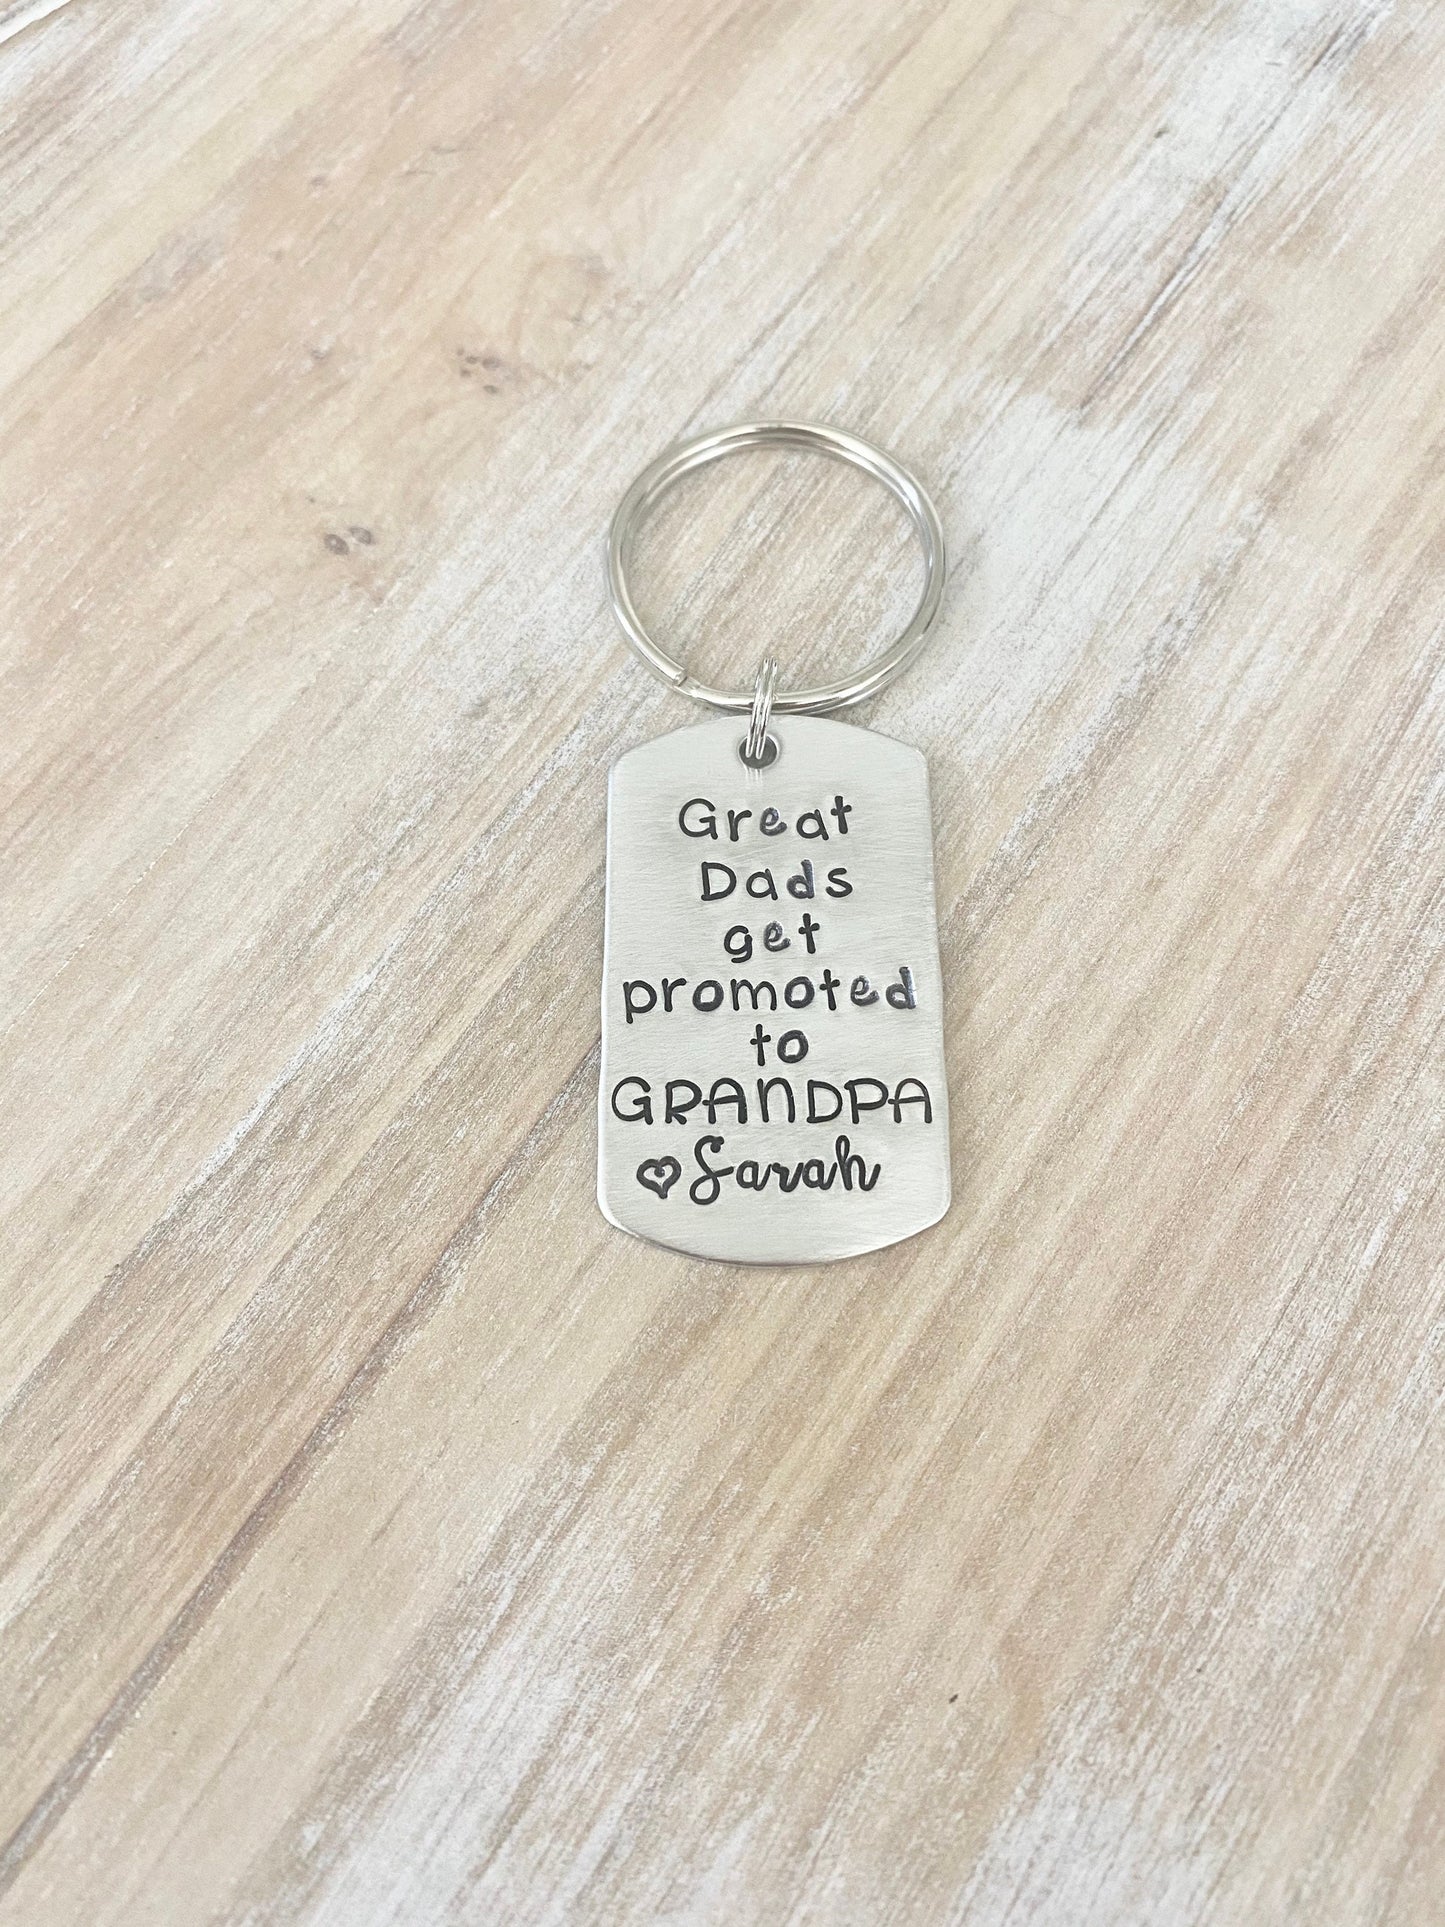 Great
Dads
get
promoted
to
GRANDPA
♡Sarah